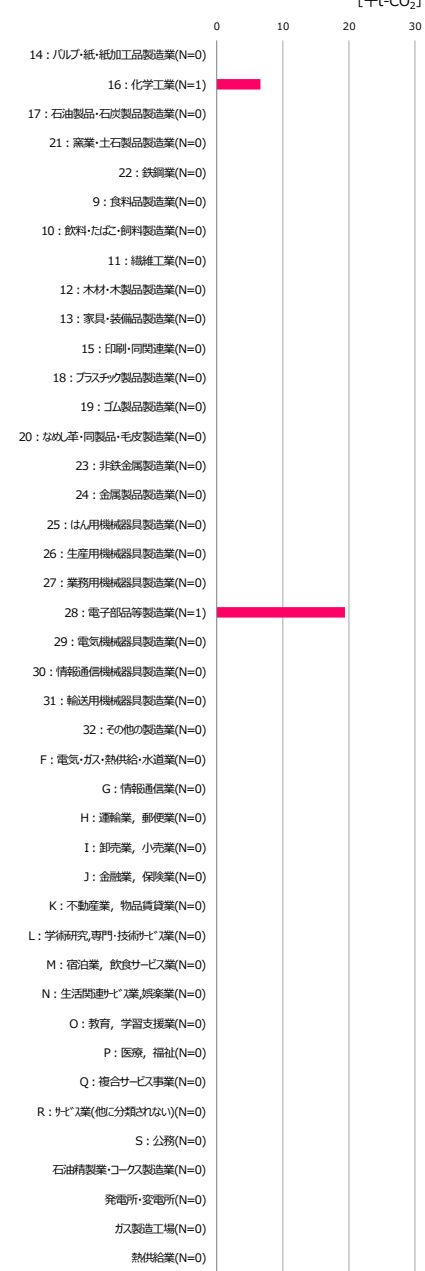 [千t-CO₂]
0 10 20 30
14：パルプ・紙・紙加工品製造業(N=0)
16：化学工業(N=1)
17：石油製品・石炭製品製造業(N=0)
21：窯業・土石製品製造業(N=0)
22：鉄鋼業(N=0)
9：食料品製造業(N=0)
10：飲料・たばこ・飼料製造業(N=0)
11：繊維工業(N=0)
12：木材・木製品製造業(N=0)
13：家具・装備品製造業(N=0)
15：印刷・同関連業(N=0)
18：プラスチック製品製造業(N=0)
19：ゴム製品製造業(N=0)
20：なめし革・同製品・毛皮製造業(N=0)
23：非鉄金属製造業(N=0)
24：金属製品製造業(N=0)
25：はん用機械器具製造業(N=0)
26：生産用機械器具製造業(N=0)
27：業務用機械器具製造業(N=0)
28：電子部品等製造業(N=1)
29：電気機械器具製造業(N=0)
30：情報通信機械器具製造業(N=0)
31：輸送用機械器具製造業(N=0)
32：その他の製造業(N=0)
F：電気・ガス・熱供給・水道業(N=0)
G：情報通信業(N=0)
H：運輸業，郵便業(N=0)
I：卸売業，小売業(N=0)
J：金融業，保険業(N=0)
K：不動産業，物品賃貸業(N=0)
L：学術研究,専門・技術ｻｰﾋﾞｽ業(N=0)
M：宿泊業，飲食サービス業(N=0)
N：生活関連ｻｰﾋﾞｽ業,娯楽業(N=0)
O：教育，学習支援業(N=0)
P：医療，福祉(N=0)
Q：複合サービス事業(N=0)
R：ｻｰﾋﾞｽ業(他に分類されない)(N=0)
S：公務(N=0)
石油精製業・コークス製造業(N=0)
発電所・変電所(N=0)
ガス製造工場(N=0)
熱供給業(N=0)